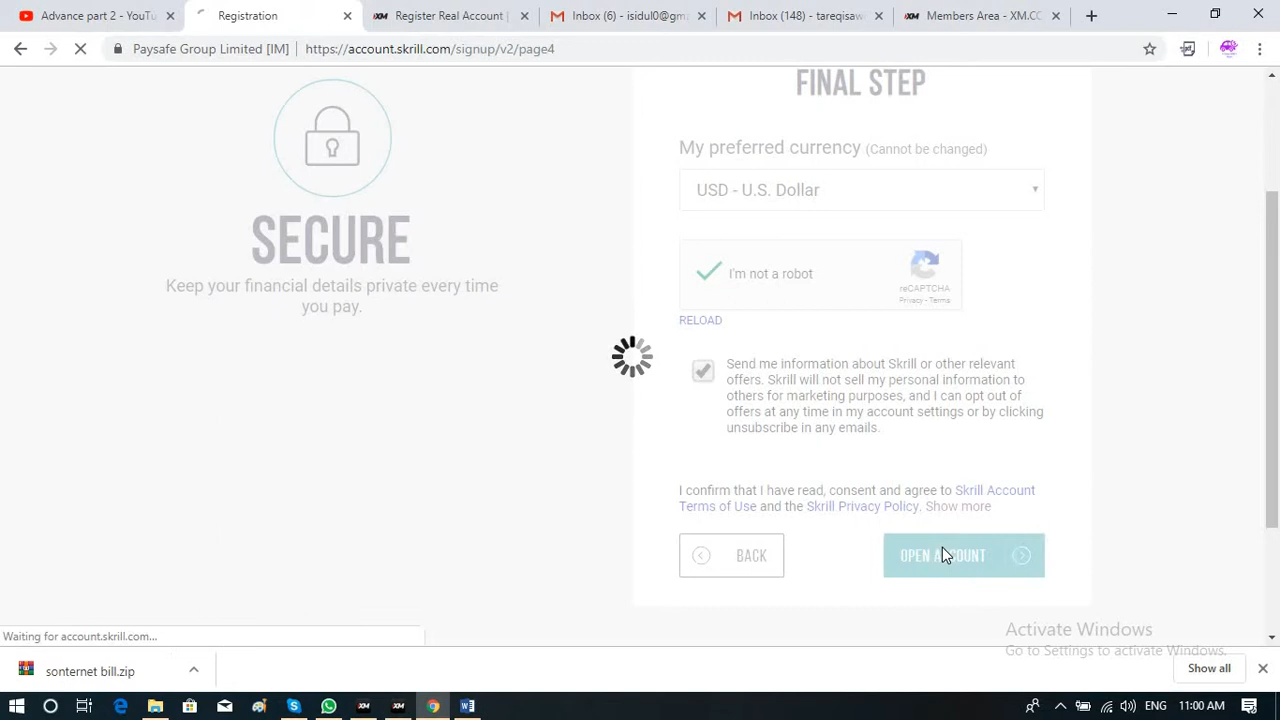 Advance part 2 - YouTu
Registration
Register Real Account |
Inbox (6) - isidul0@gma
Inbox (148) - tareqisaw
Members Area - XM.CO
Paysafe Group Limited [IM]
https://account.skrill.com/signup/v2/page4
SECURE
Keep your financial details private every time
you pay.
FINAL STEP
My preferred currency (Cannot be changed)
USD - U.S. Dollar
I'm not a robot
reCAPTCHA
Privacy - Terms
RELOAD
Send me information about Skrill or other relevant
offers. Skrill will not sell my personal information to
others for marketing purposes, and I can opt out of
offers at any time in my account settings or by clicking
unsubscribe in any emails.
I confirm that I have read, consent and agree to Skrill Account
Terms of Use and the Skrill Privacy Policy. Show more
BACK
OPEN ACCOUNT
Activate Windows
Go to Settings to activate Windows.
Waiting for account.skrill.com...
sonternet bill.zip
Show all
XM
XM
11:00 AM